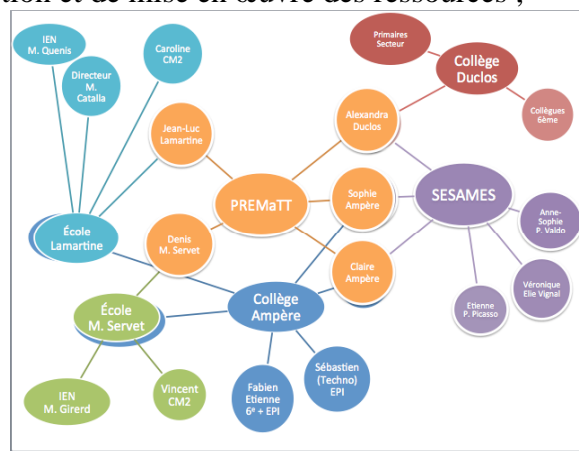 tion et de mise en œuvre des ressources ;
IEN
M. Quenis
Directeur
M.
Catalla
Caroline
CM2
Primaires
Secteur
Collège
Duclos
Collègues
6ème
Jean-Luc
Lamartine
Alexandra
Duclos
PREMaTT
Sophie
Ampère
SESAMES
Anne-
Sophie
P. Valdo
École
Lamartine
Denis
M. Servet
Claire
Ampère
Véronique
Elie Vignal
Etienne
P. Picasso
École
M. Servet
Collège
Ampère
IEN
M. Girerd
Vincent
CM2
Fabien
Etienne
6e + EPI
Sébastien
(Techno)
EPI